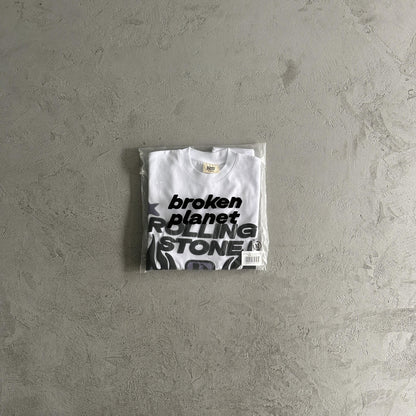 broken
planet
ROLLING
STONE